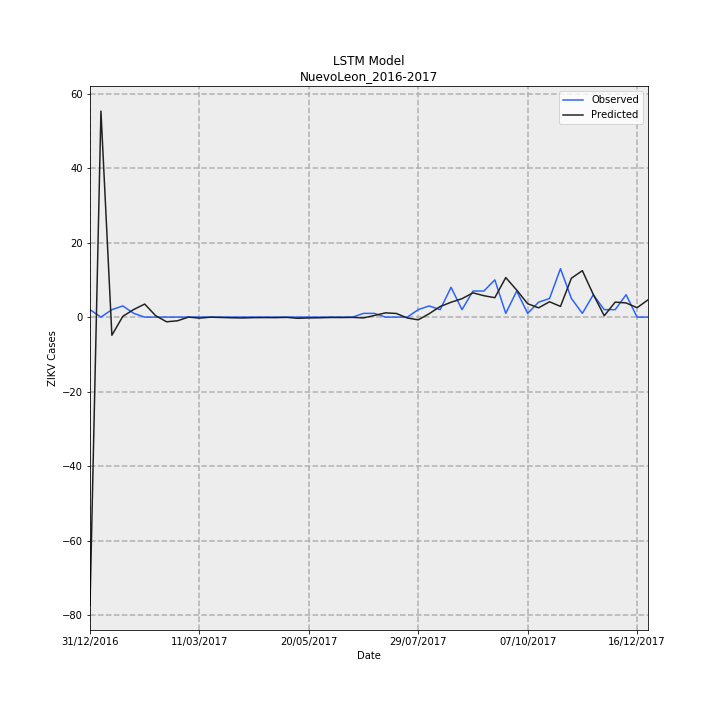 LSTM Model
NuevoLeon_2016-2017
Observed
Predicted
60
40
20
0
−20
−40
−60
−80
ZIKV Cases
31/12/2016
11/03/2017
20/05/2017
29/07/2017
07/10/2017
16/12/2017
Date